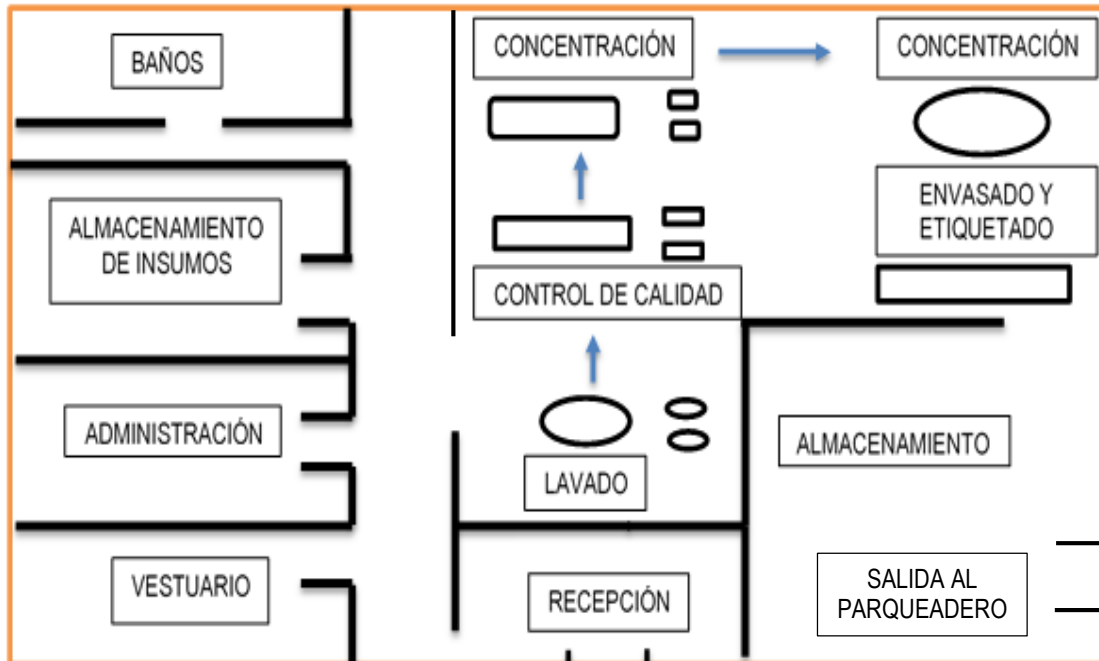 BAÑOS
CONCENTRACIÓN
CONCENTRACIÓN
ALMACENAMIENTO
DE INSUMOS
ENVASADO Y
ETIQUETADO
CONTROL DE CALIDAD
ADMINISTRACIÓN
LAVADO
ALMACENAMIENTO
VESTUARIO
RECEPCIÓN
SALIDA AL
PARQUEADERO